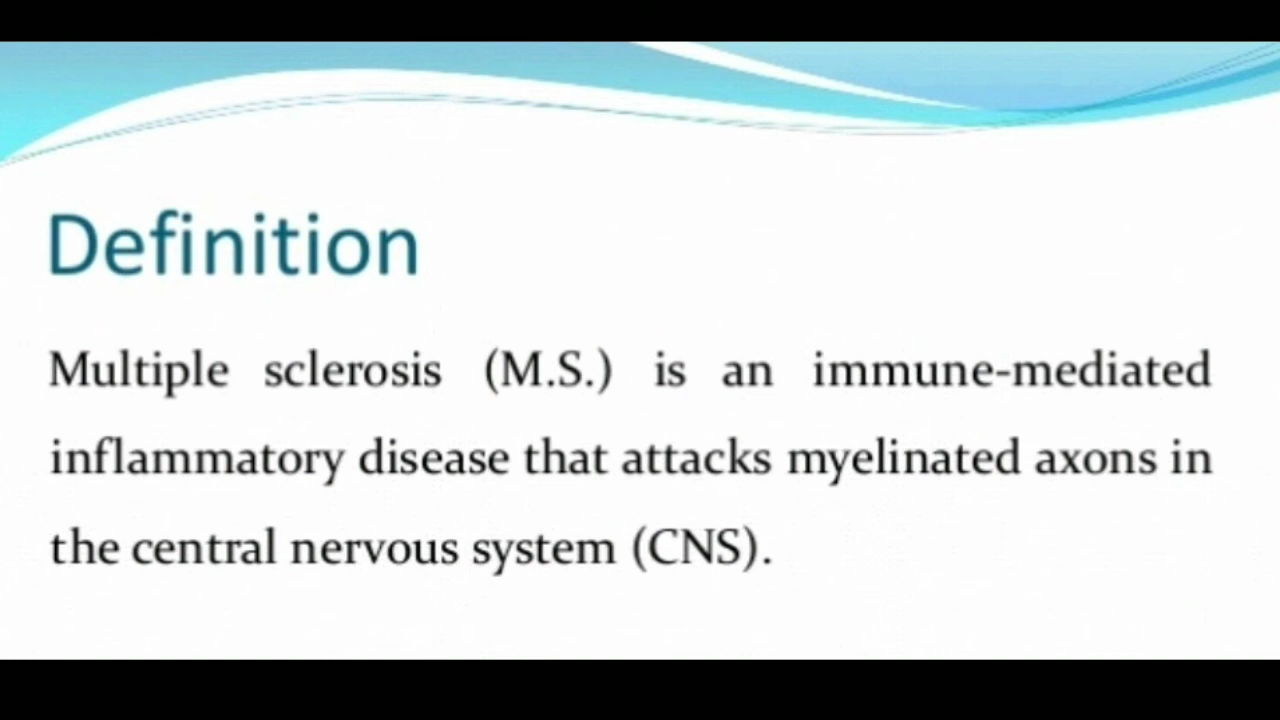 Definition
Multiple sclerosis (M.S.) is an immune-mediated
inflammatory disease that attacks myelinated axons in
the central nervous system (CNS).